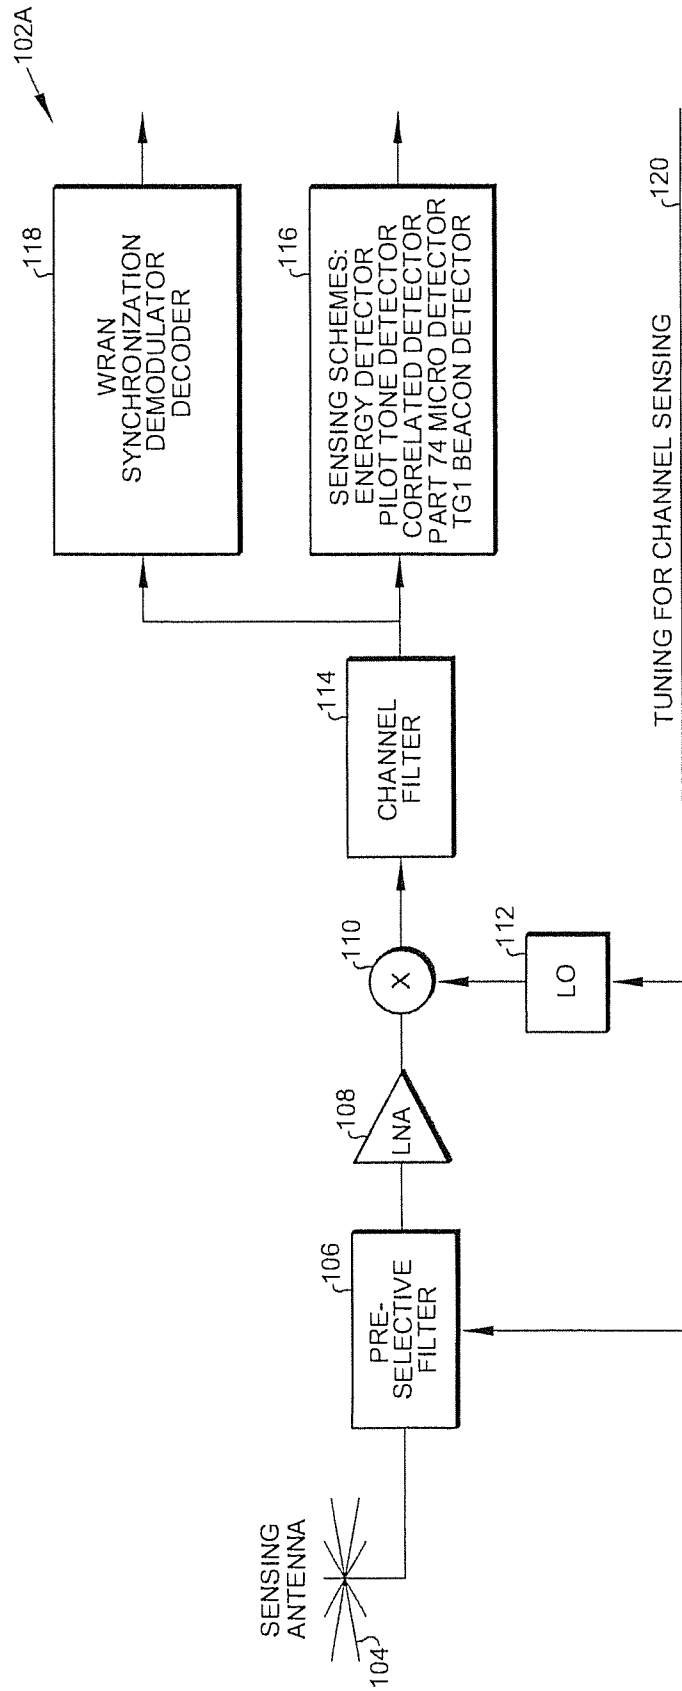 102A
118
WRAN
SYNCHRONIZATION
DEMODULATOR
DECODER
116
SENSING SCHEMES:
ENERGY DETECTOR
PILOT TONE DETECTOR
CORRELATED DETECTOR
PART 74 MICRO DETECTOR
TG1 BEACON DETECTOR
114
CHANNEL
FILTER
110
X
112
LO
108
LNA
106
PRE-
SELECTIVE
FILTER
SENSING
ANTENNA
104
120
TUNING FOR CHANNEL SENSING